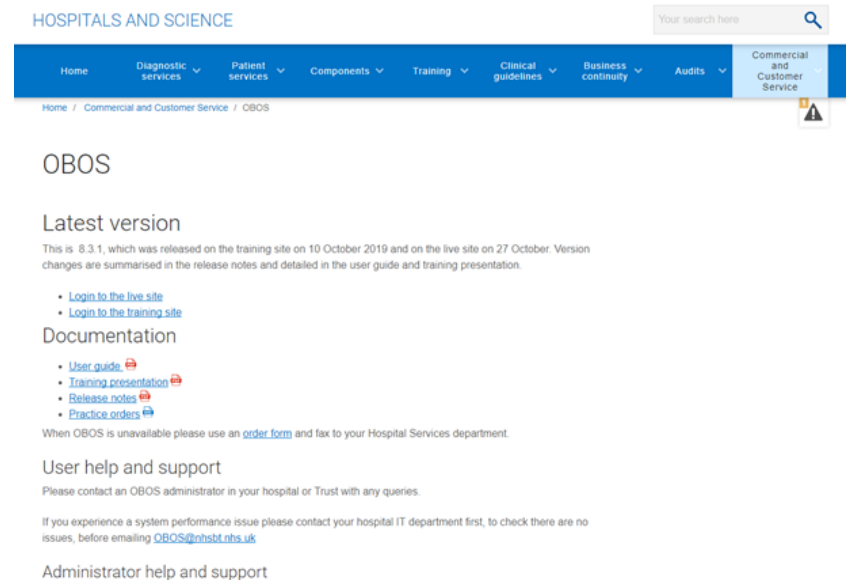 HOSPITALS AND SCIENCE
Your search here
Home
Diagnostic services
Patient services
Components
Training
Clinical guidelines
Business continuity
Audits
Commercial and Customer Service
Home / Commercial and Customer Service / OBOS
OBOS
Latest version
This is 8.3.1, which was released on the training site on 10 October 2019 and on the live site on 27 October. Version
changes are summarised in the release notes and detailed in the user guide and training presentation.
Login to the live site
Login to the training site
Documentation
User guide
Training presentation
Release notes
Practice orders
When OBOS is unavailable please use an order form and fax to your Hospital Services department.
User help and support
Please contact an OBOS administrator in your hospital or Trust with any queries.
If you experience a system performance issue please contact your hospital IT department first, to check there are no
issues, before emailing OBOS@nhsbt.nhs.uk
Administrator help and support